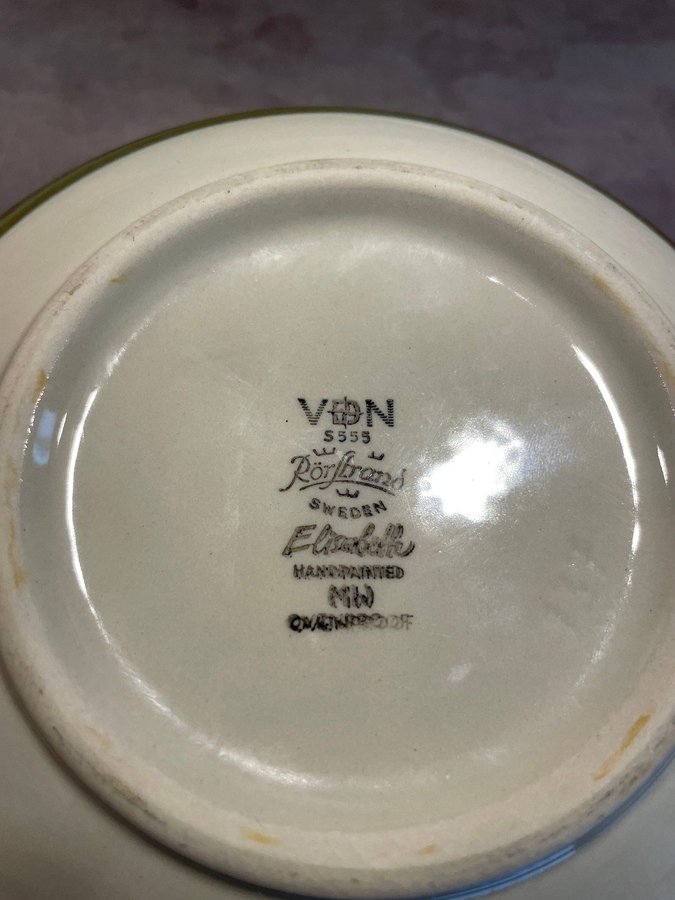 VDN
S555
Rörstrand
SWEDEN
Elisabeth
HANDPAINTED
MW
OVENPROOF